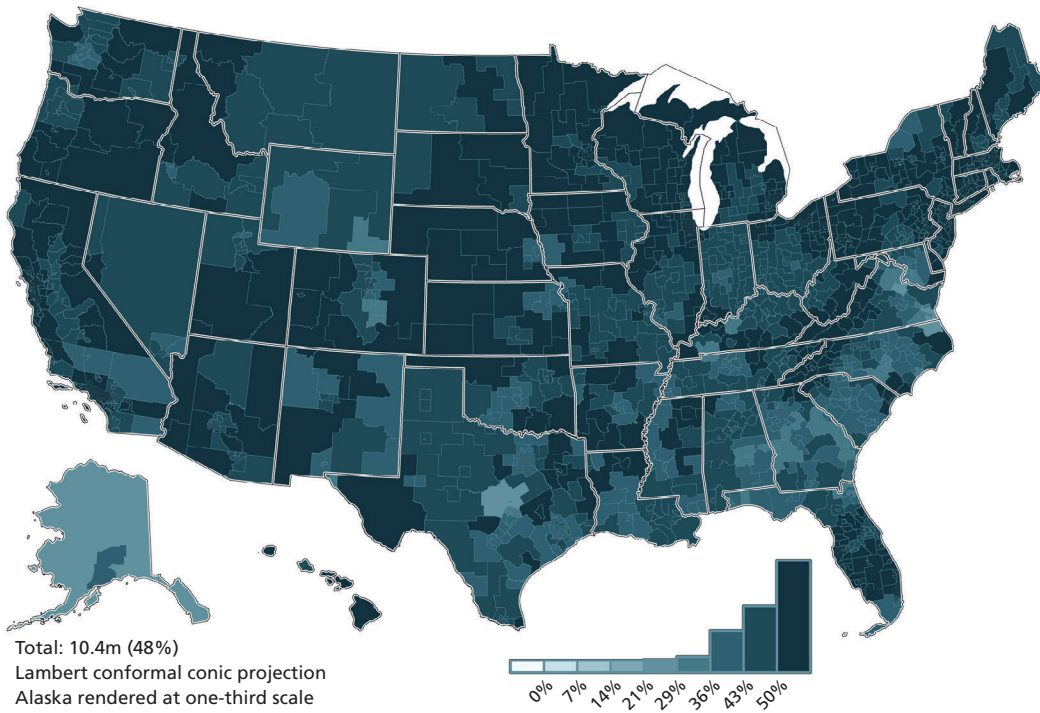 Total: 10.4m (48%)
Lambert conformal conic projection
Alaska rendered at one-third scale
0% 7% 14% 21% 29% 36% 43% 50%